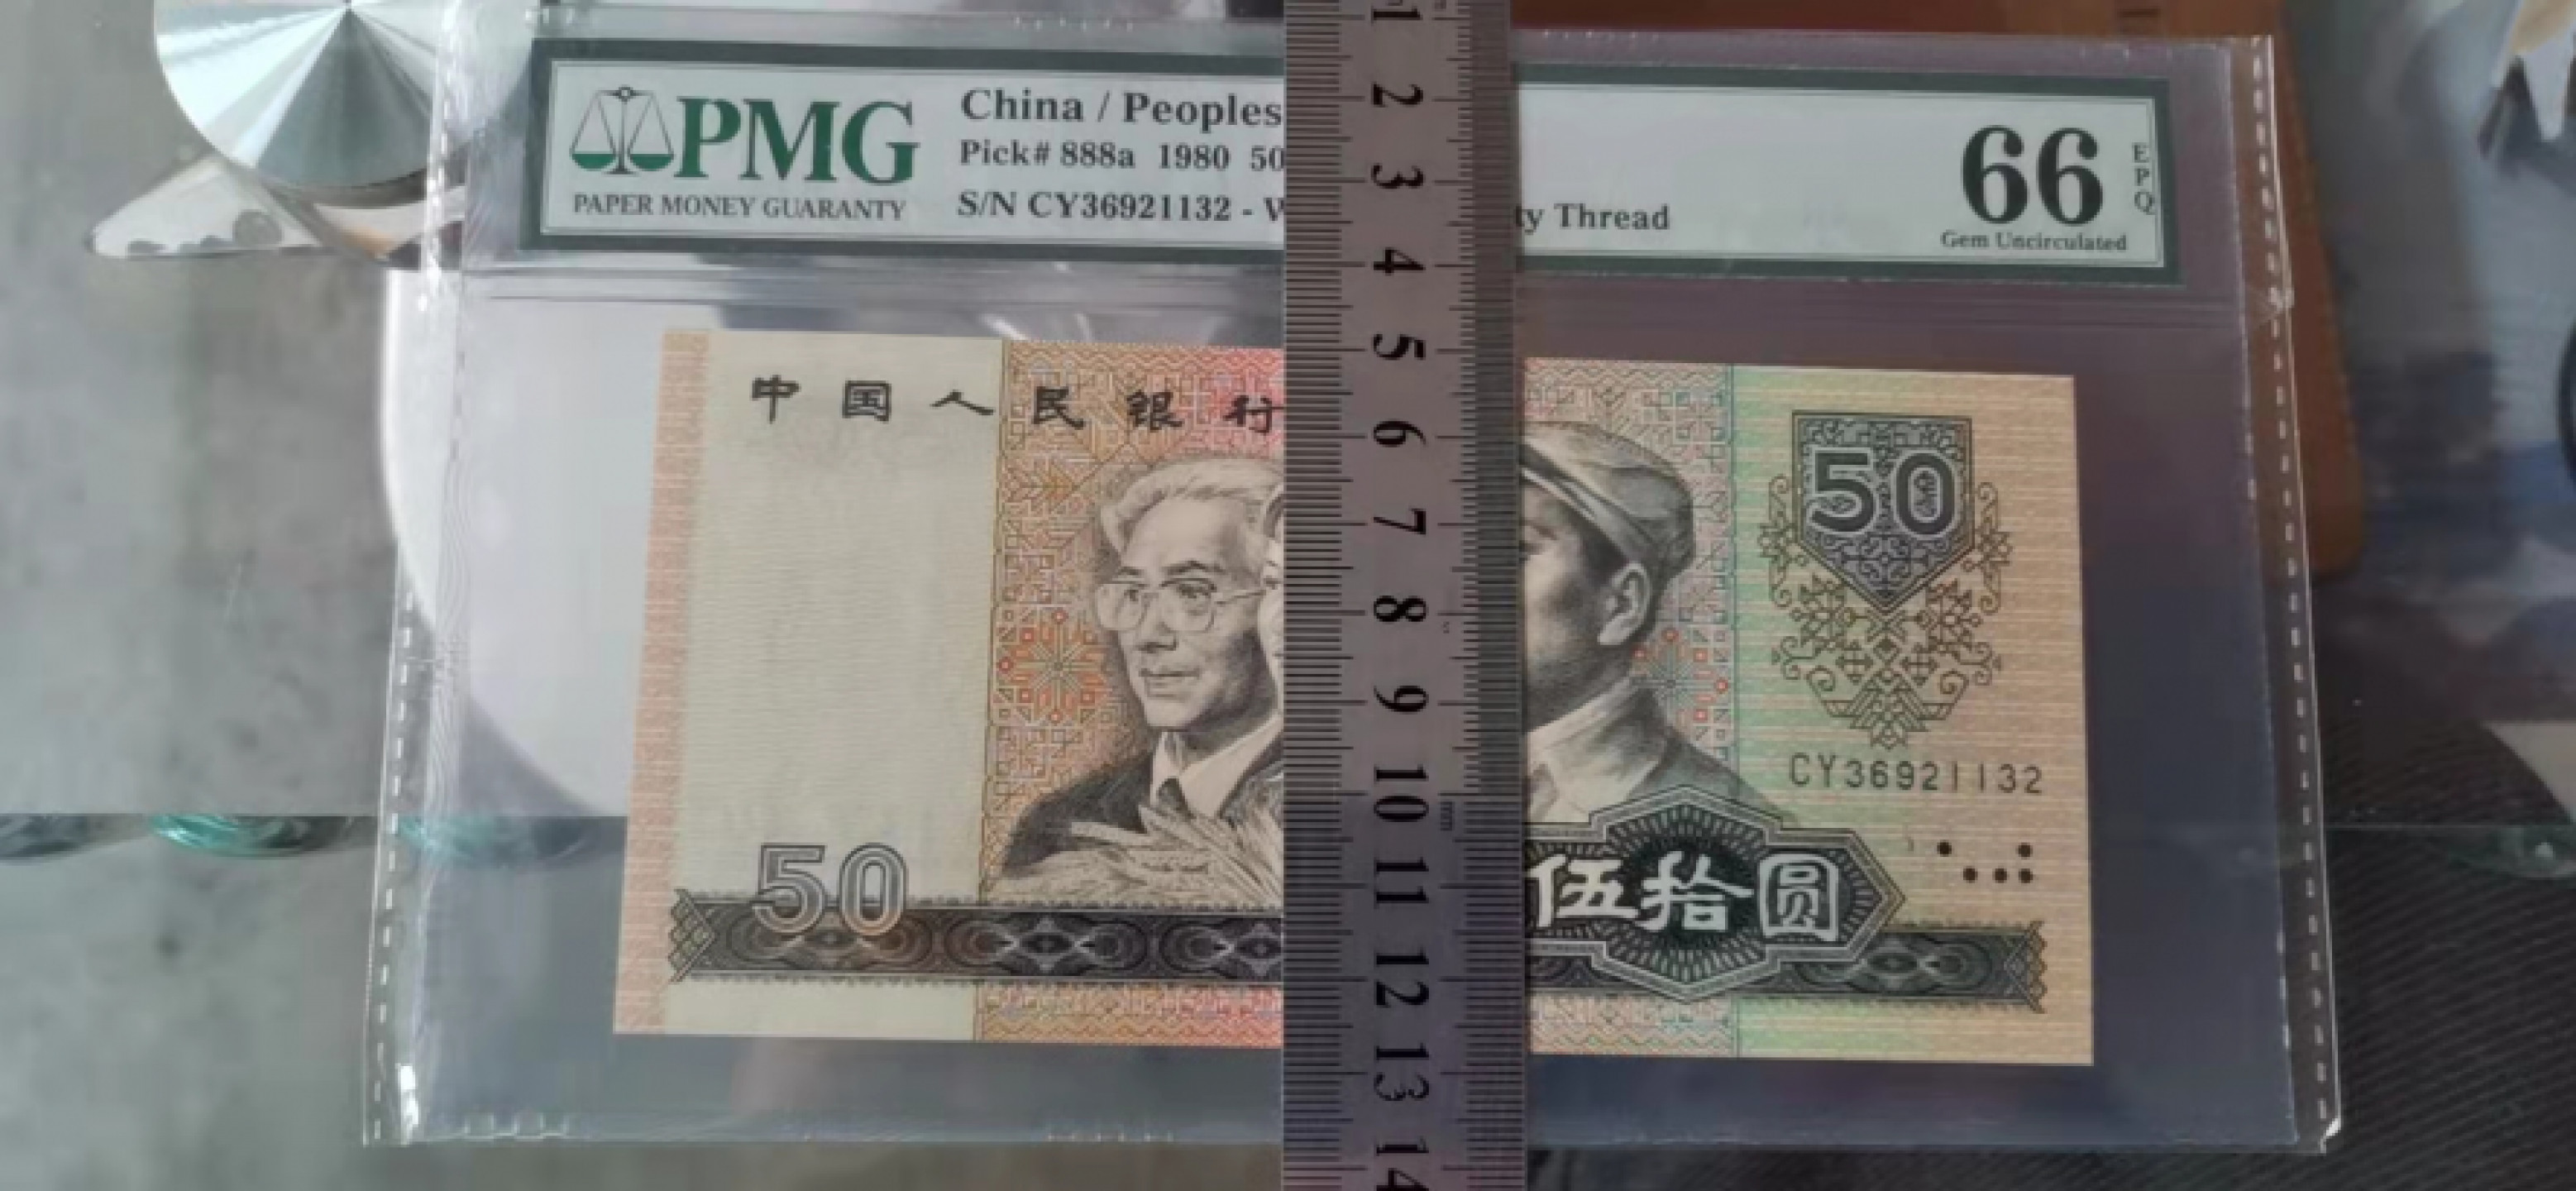 PMG
PAPER MONEY GUARANTY
China / Peoples
Pick# 888a 1980 50
S/N CY36921132 - ty Thread
66
EPQ
Gem Uncirculated
中国人民银行
50
CY36921132
50
伍拾圆
1
2
3
4
5
6
7
8
9
10
11
12
13
14